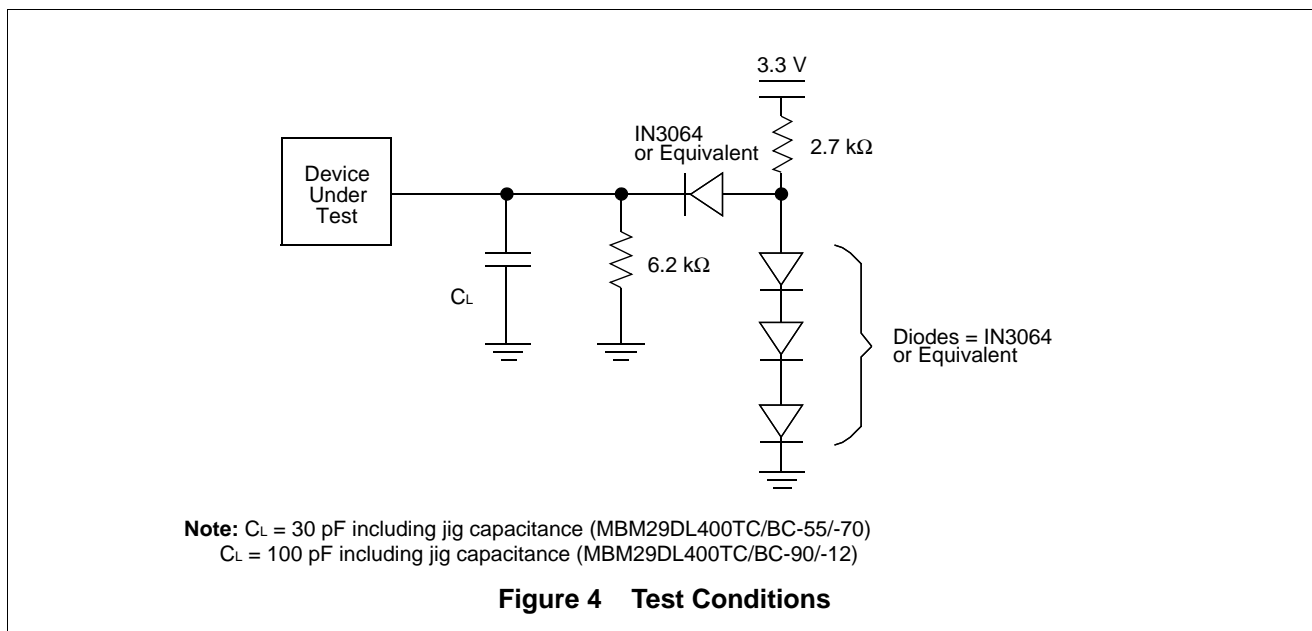 3.3 V
IN3064
or Equivalent
2.7 kΩ
Device
Under
Test
6.2 kΩ
CL
Diodes = IN3064
or Equivalent
Note: CL = 30 pF including jig capacitance (MBM29DL400TC/BC-55/-70)
CL = 100 pF including jig capacitance (MBM29DL400TC/BC-90/-12)
Figure 4 Test Conditions